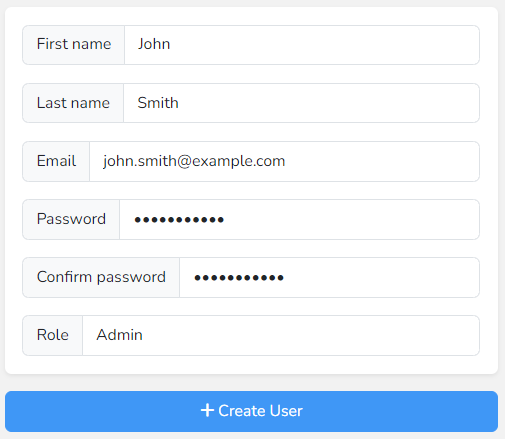 First name John
Last name Smith
Email john.smith@example.com
Password •••••••••••
Confirm password •••••••••••
Role Admin
+ Create User